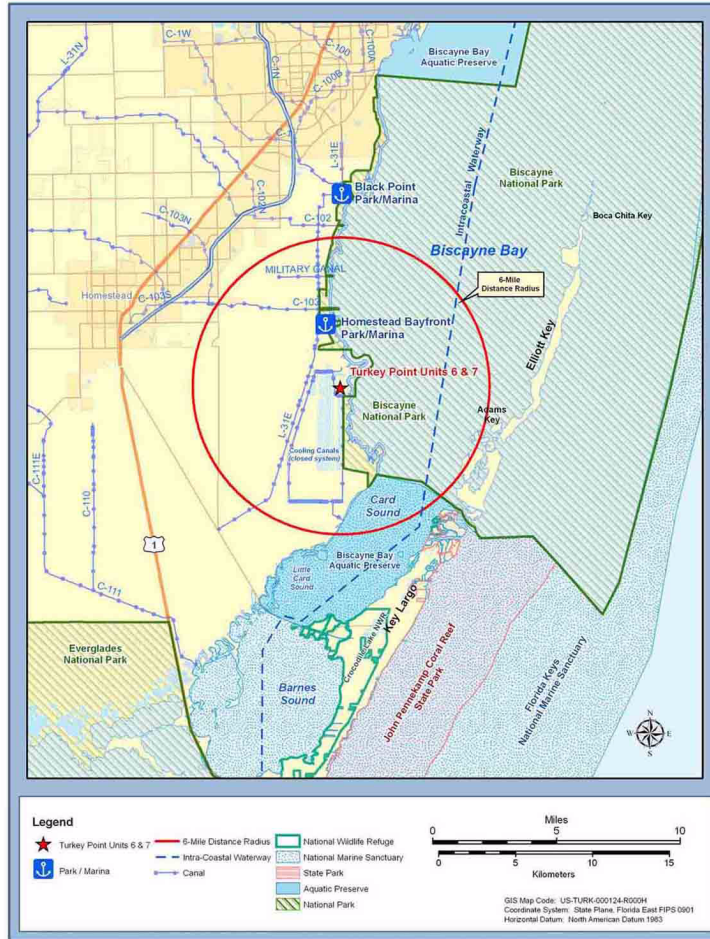 C-1W
C-100
C-100A
L-31N
C-1N
C-100B
Biscayne Bay
Aquatic Preserve
C-1
L-31E
Intracoastal Waterway
Biscayne
National Park
Black Point
Park/Marina
C-102N
C-103N
C-102
Boca Chita Key
Biscayne Bay
MILITARY CANAL
6-Mile
Distance Radius
Homestead
C-103S
C-103
Homestead Bayfront
Park/Marina
Elliott Key
Turkey Point Units 6 & 7
Biscayne
National Park
Adams
Key
L-31E
Cooling Canals
(closed system)
C-111E
C-110
Card
Sound
1
Biscayne Bay
Aquatic Preserve
Little
Card
Sound
C-111
Key Largo
Crocodile Lake NWR
Everglades
National Park
Barnes
Sound
John Pennekamp Coral Reef
State Park
Florida Keys
National Marine Sanctuary
N
W
E
S
Legend
Turkey Point Units 6 & 7
Park / Marina
6-Mile Distance Radius
Intra-Coastal Waterway
Canal
National Wildlife Refuge
National Marine Sanctuary
State Park
Aquatic Preserve
National Park
Miles
0 5 10
0 5 10 15
Kilometers
GIS Map Code: US-TURK-000124-R000H
Coordinate System: State Plane, Florida East FIPS 0901
Horizontal Datum: North American Datum 1983